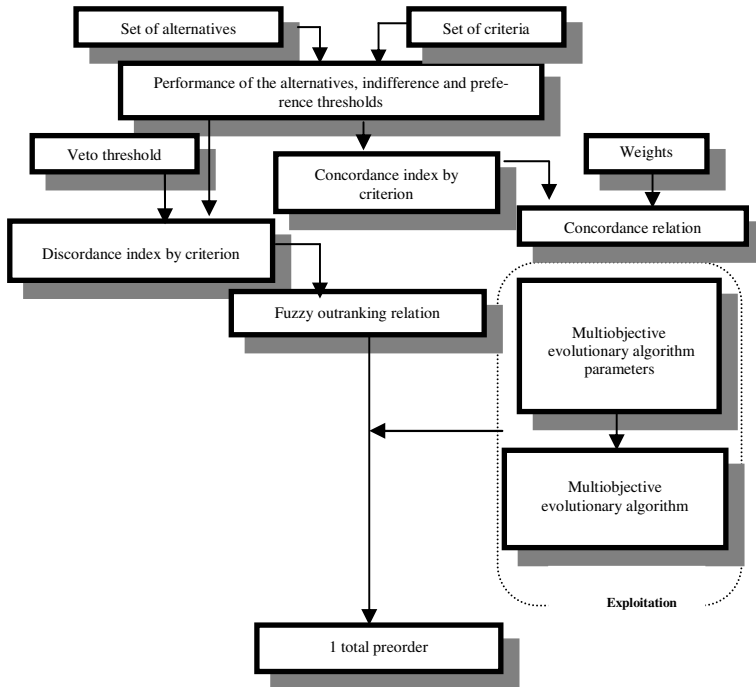 Set of alternatives
Set of criteria
Performance of the alternatives, indifference and prefe-
rence thresholds
Veto threshold
Concordance index by
criterion
Weights
Concordance relation
Discordance index by criterion
Fuzzy outranking relation
Multiobjective
evolutionary algorithm
parameters
Multiobjective
evolutionary algorithm
Exploitation
1 total preorder